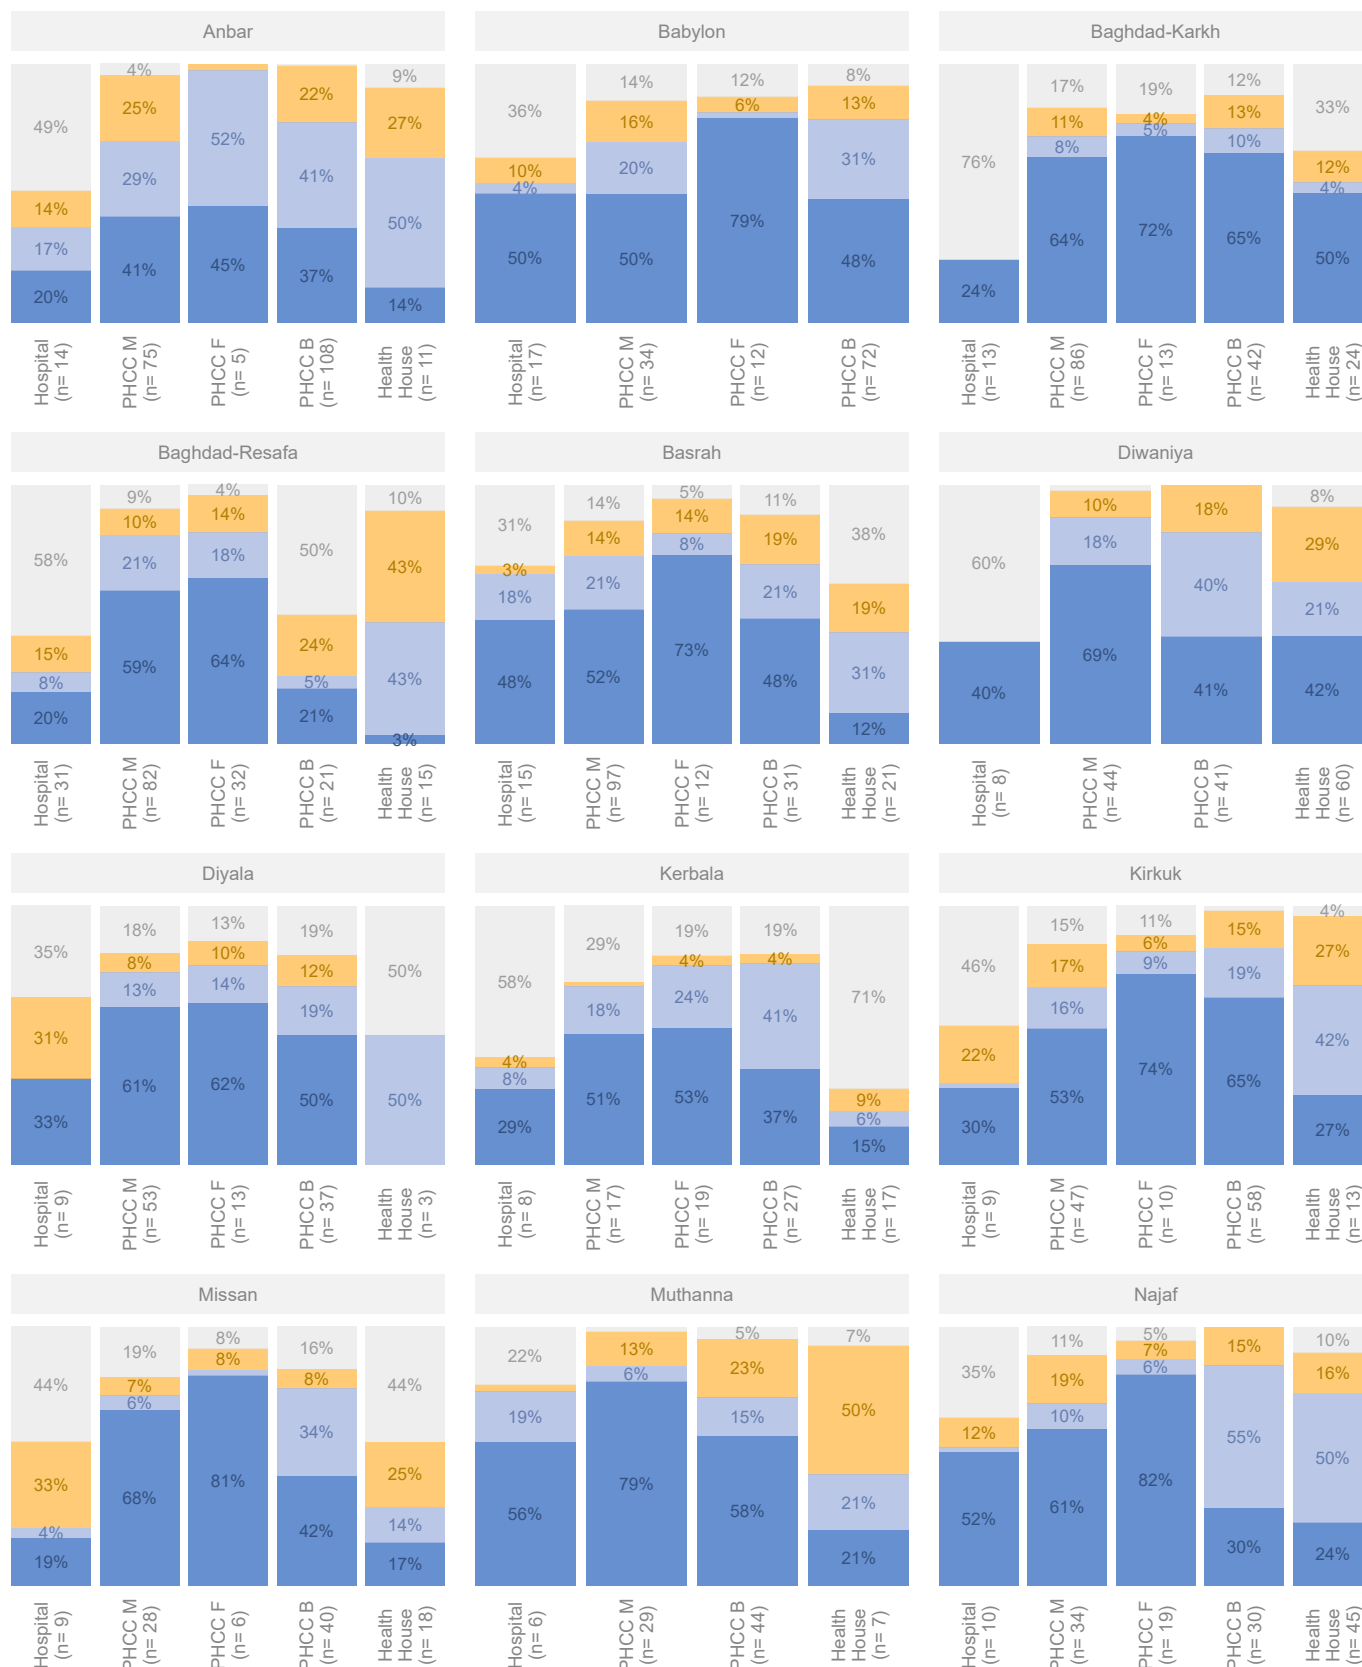 Anbar
Babylon
Baghdad-Karkh
49%
14%
17%
20%
4%
25%
29%
41%
52%
45%
22%
41%
37%
9%
27%
50%
14%
36%
10%
4%
50%
14%
16%
20%
50%
12%
6%
79%
8%
13%
31%
48%
76%
24%
17%
11%
8%
64%
19%
4%
5%
72%
12%
13%
10%
65%
33%
12%
4%
50%
Hospital
(n= 14)
PHCC M
(n= 75)
PHCC F
(n= 5)
PHCC B
(n= 108)
Health
House
(n= 11)
Hospital
(n= 17)
PHCC M
(n= 34)
PHCC F
(n= 12)
PHCC B
(n= 72)
Hospital
(n= 13)
PHCC M
(n= 86)
PHCC F
(n= 13)
PHCC B
(n= 42)
Health
House
(n= 24)
Baghdad-Resafa
Basrah
Diwaniya
58%
15%
8%
20%
9%
10%
21%
59%
4%
14%
18%
64%
50%
24%
5%
21%
10%
43%
43%
3%
31%
3%
18%
48%
14%
14%
21%
52%
5%
14%
8%
73%
11%
19%
21%
48%
38%
19%
31%
12%
60%
40%
10%
18%
69%
18%
40%
41%
8%
29%
21%
42%
Hospital
(n= 31)
PHCC M
(n= 82)
PHCC F
(n= 32)
PHCC B
(n= 21)
Health
House
(n= 15)
Hospital
(n= 15)
PHCC M
(n= 97)
PHCC F
(n= 12)
PHCC B
(n= 31)
Health
House
(n= 21)
Hospital
(n= 8)
PHCC M
(n= 44)
PHCC B
(n= 41)
Health
House
(n= 60)
Diyala
Kerbala
Kirkuk
35%
31%
33%
18%
8%
13%
61%
13%
10%
14%
62%
19%
12%
19%
50%
50%
50%
58%
4%
8%
29%
29%
18%
51%
19%
4%
24%
53%
19%
4%
41%
37%
71%
9%
6%
15%
46%
22%
30%
15%
17%
16%
53%
11%
6%
9%
74%
15%
19%
65%
4%
27%
42%
27%
Hospital
(n= 9)
PHCC M
(n= 53)
PHCC F
(n= 13)
PHCC B
(n= 37)
Health
House
(n= 3)
Hospital
(n= 8)
PHCC M
(n= 17)
PHCC F
(n= 19)
PHCC B
(n= 27)
Health
House
(n= 17)
Hospital
(n= 9)
PHCC M
(n= 47)
PHCC F
(n= 10)
PHCC B
(n= 58)
Health
House
(n= 13)
Missan
Muthanna
Najaf
44%
33%
4%
19%
19%
7%
6%
68%
8%
8%
81%
16%
8%
34%
42%
44%
25%
14%
17%
22%
19%
56%
13%
6%
79%
5%
23%
15%
58%
7%
50%
21%
21%
35%
12%
52%
11%
19%
10%
61%
5%
7%
6%
82%
15%
55%
30%
10%
16%
50%
24%
Hospital
(n= 9)
PHCC M
(n= 28)
PHCC F
(n= 6)
PHCC B
(n= 40)
Health
House
(n= 18)
Hospital
(n= 6)
PHCC M
(n= 29)
PHCC B
(n= 44)
Health
House
(n= 7)
Hospital
(n= 10)
PHCC M
(n= 34)
PHCC F
(n= 19)
PHCC B
(n= 30)
Health
House
(n= 45)